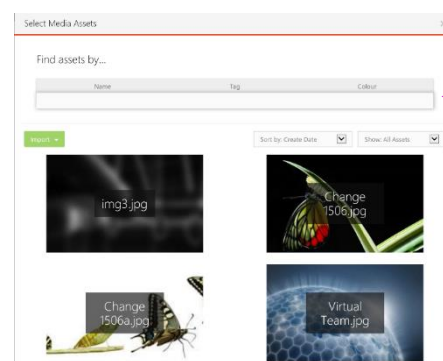 Select Media Assets
Find assets by...
Name Tag Colour
Import
Sort by: Create Date Show: All Assets
img3.jpg
Change
1506.jpg
Change
1506a.jpg
Virtual
Team.jpg